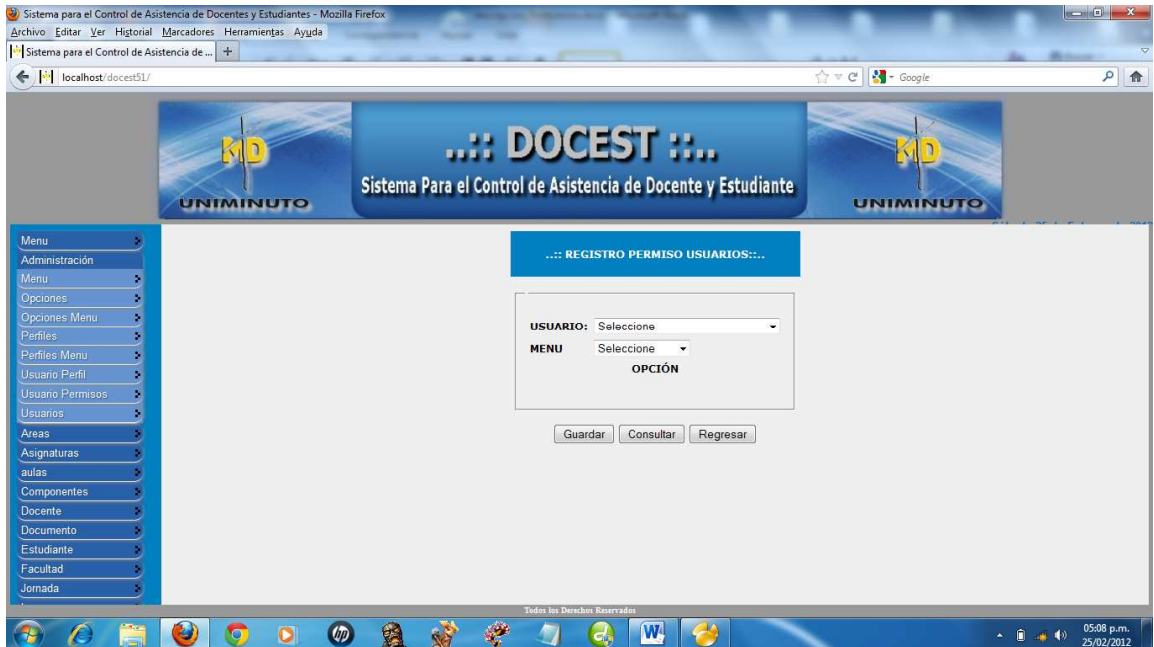 Sistema para el Control de Asistencia de Docentes y Estudiantes - Mozilla Firefox
Archivo Editar Ver Historial Marcadores Herramientas Ayuda
Sistema para el Control de Asistencia de ... +
localhost/docest51/
Google
MD
UNIMINUTO
..:: DOCEST ::..
Sistema Para el Control de Asistencia de Docente y Estudiante
MD
UNIMINUTO
Menu
Administración
Menu
Opciones
Opciones Menu
Perfiles
Perfiles Menu
Usuario Perfil
Usuario Permisos
Usuarios
Areas
Asignaturas
aulas
Componentes
Docente
Documento
Estudiante
Facultad
Jornada
..:: REGISTRO PERMISO USUARIOS::..
USUARIO: Seleccione
MENU Seleccione
OPCIÓN
Guardar Consultar Regresar
Todos los Derechos Reservados
hp
W
05:08 p.m.
25/02/2012